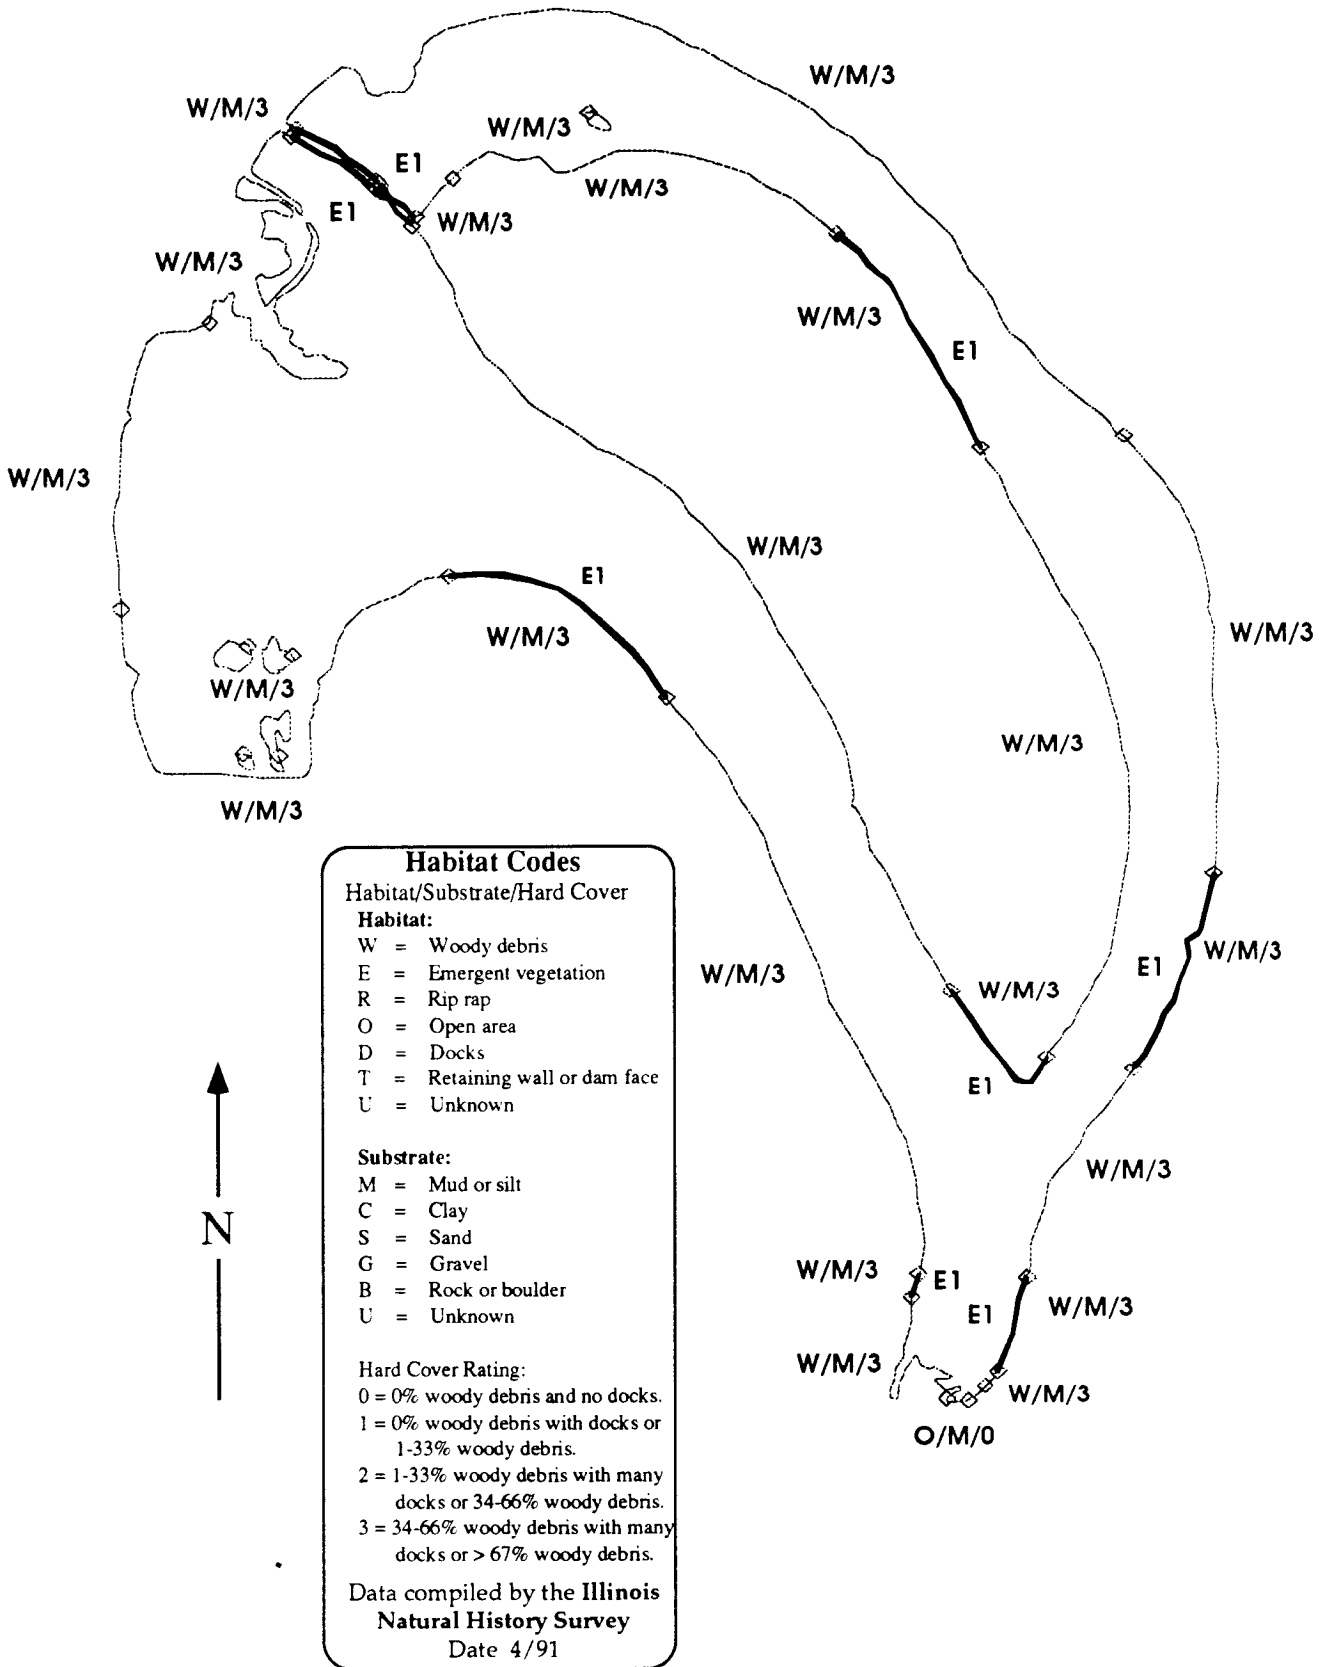 W/M/3
W/M/3
W/M/3
E1
W/M/3
E1
W/M/3
W/M/3
W/M/3
E1
W/M/3
W/M/3
E1
W/M/3
W/M/3
W/M/3
W/M/3
W/M/3
W/M/3
E1
W/M/3
W/M/3
E1
W/M/3
N
W/M/3
E1
E1
W/M/3
W/M/3
W/M/3
O/M/0
Habitat Codes
Habitat/Substrate/Hard Cover
Habitat:
W = Woody debris
E = Emergent vegetation
R = Rip rap
O = Open area
D = Docks
T = Retaining wall or dam face
U = Unknown
Substrate:
M = Mud or silt
C = Clay
S = Sand
G = Gravel
B = Rock or boulder
U = Unknown
Hard Cover Rating:
0 = 0% woody debris and no docks.
1 = 0% woody debris with docks or
1-33% woody debris.
2 = 1-33% woody debris with many
docks or 34-66% woody debris.
3 = 34-66% woody debris with many
docks or > 67% woody debris.
Data compiled by the Illinois
Natural History Survey
Date 4/91